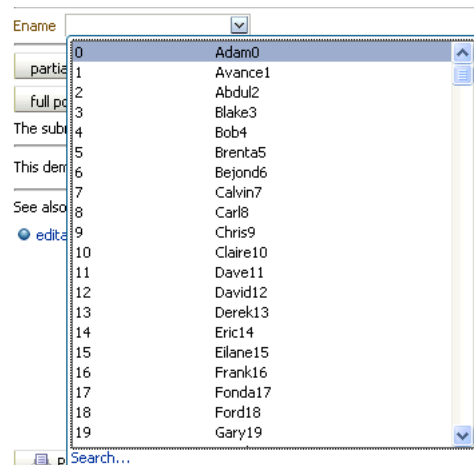 Ename
0 Adam0
1 Avance1
2 Abdul2
3 Blake3
4 Bob4
5 Brenta5
6 Bejond6
7 Calvin7
8 Carl8
9 Chris9
10 Claire10
11 Dave11
12 David12
13 Derek13
14 Eric14
15 Eilane15
16 Frank16
17 Fonda17
18 Ford18
19 Gary19
Search...
partia
full po
The subr
This dem
See also
edita
P